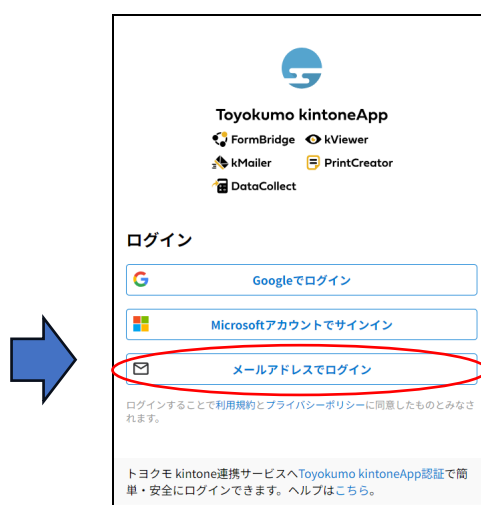 Toyokumo kintoneApp
FormBridge kViewer
kMailer PrintCreator
DataCollect
ログイン
Googleでログイン
Microsoftアカウントでサインイン
メールアドレスでログイン
ログインすることで利用規約とプライバシーポリシーに同意したものとみなさ
れます。
トヨクモ kintone連携サービスへToyokumo kintoneApp認証で簡
単・安全にログインできます。ヘルプはこちら。